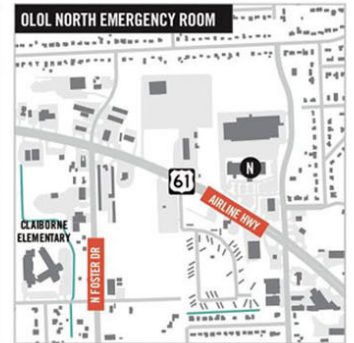 OLOL NORTH EMERGENCY ROOM
N
61
AIRLINE HWY
CLAIBORNE
ELEMENTARY
N FOSTER DR